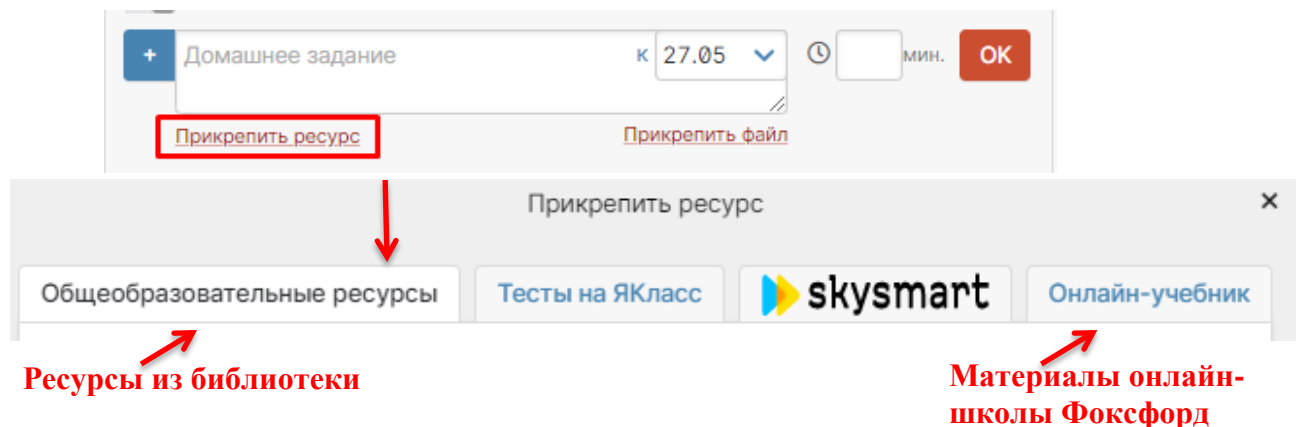 + Домашнее задание к 27.05 мин. ОК
Прикрепить ресурс Прикрепить файл
Прикрепить ресурс ×
Общеобразовательные ресурсы Тесты на ЯКласс skysmart Онлайн-учебник
Ресурсы из библиотеки
Материалы онлайн-
школы Фоксфорд